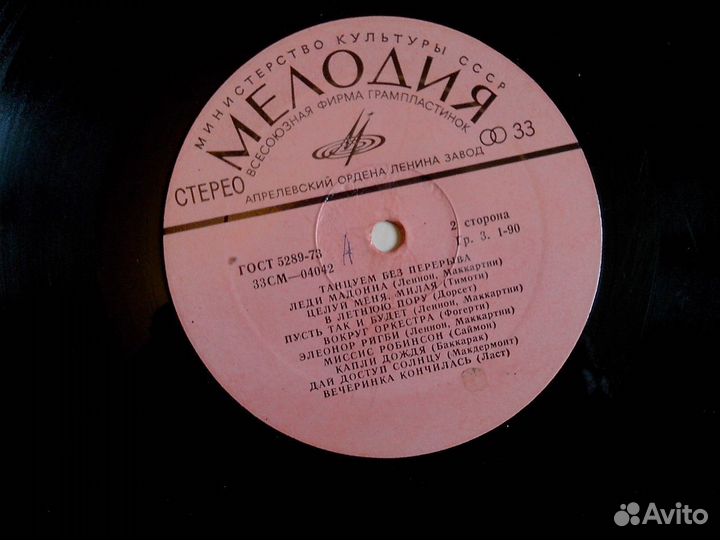 МИНИСТЕРСТВО КУЛЬТУРЫ СССР
МЕЛОДИЯ
ВСЕСОЮЗНАЯ ФИРМА ГРАМПЛАСТИНОК
33
СТЕРЕО
АПРЕЛЕВСКИЙ ОРДЕНА ЛЕНИНА ЗАВОД
ГОСТ 5289-73
33СМ—04042
А
2 сторона
Гр. 3. 1-90
ТАНЦУЕМ БЕЗ ПЕРЕРЫВА
ЛЕДИ МАДОННА (Леннон, Маккартни)
ЦЕЛУЙ МЕНЯ, МИЛАЯ (Тимоти)
В ЛЕТНЮЮ ПОРУ (Дорсет)
ПУСТЬ ТАК И БУДЕТ (Леннон, Маккартни)
ВОКРУГ ОРКЕСТРА (Фогерти)
ЭЛЕОНОР РИГБИ (Леннон, Маккартни)
МИССИС РОБИНСОН (Саймон)
КАПЛИ ДОЖДЯ (Баккарак)
ДАЙ ДОСТУП СОЛНЦУ (Макдермонт)
ВЕЧЕРИНКА КОНЧИЛАСЬ (Ласт)
Avito